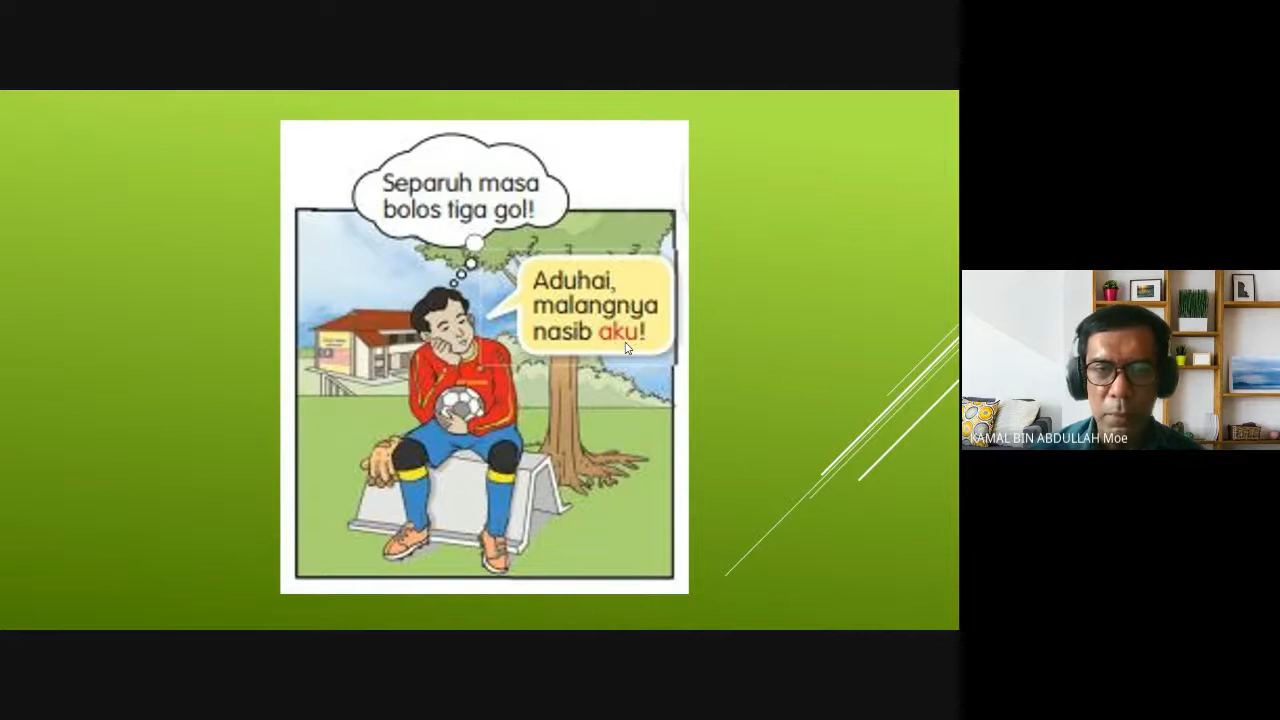 Separuh masa
bolos tiga gol!
Aduhai,
malangnya
nasib aku!
KAMAL BIN ABDULLAH Moe